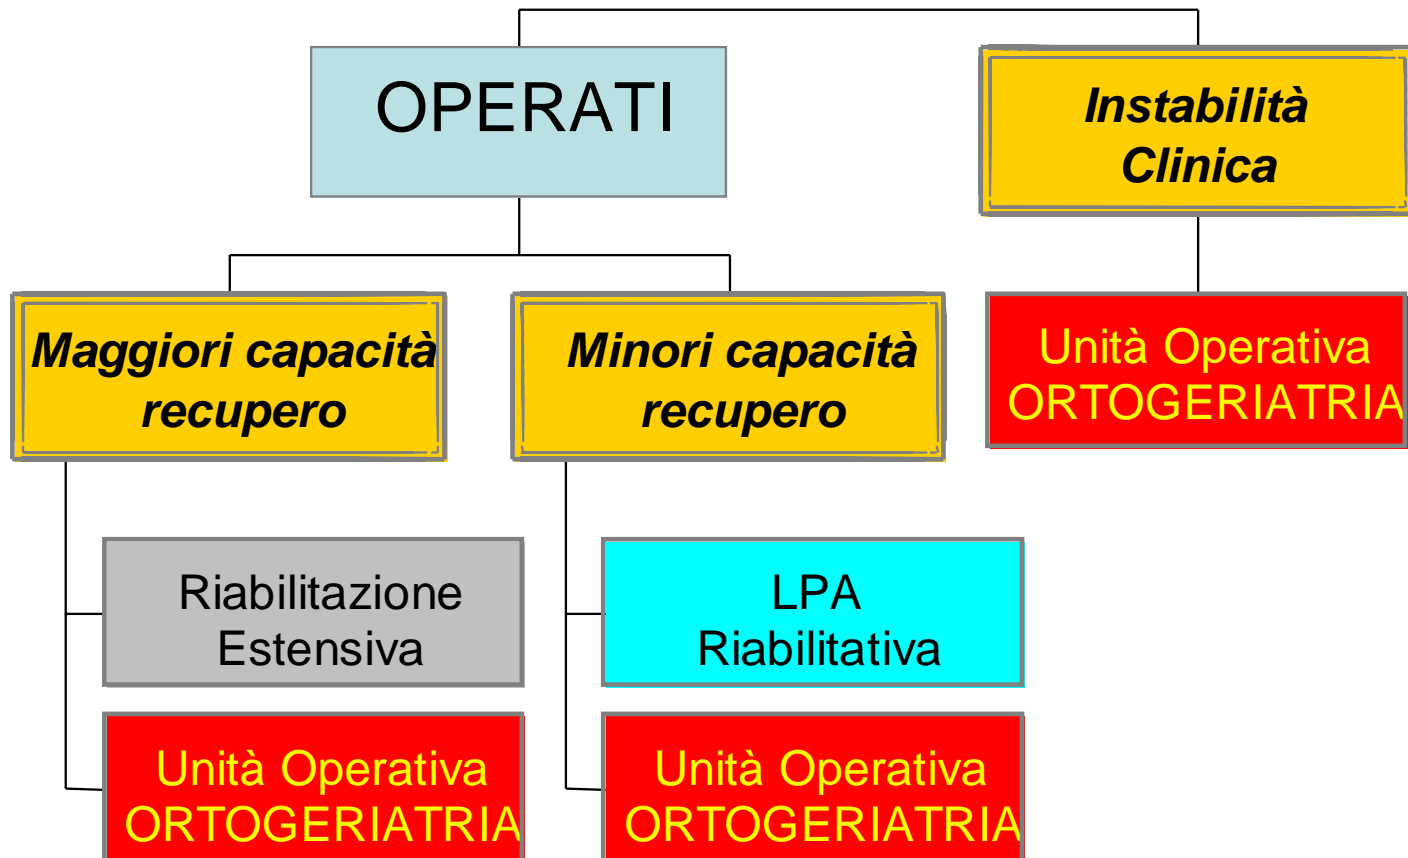 OPERATI
Instabilità
Clinica
Maggiori capacità
recupero
Minori capacità
recupero
Unità Operativa
ORTOGERIATRIA
Riabilitazione
Estensiva
LPA
Riabilitativa
Unità Operativa
ORTOGERIATRIA
Unità Operativa
ORTOGERIATRIA